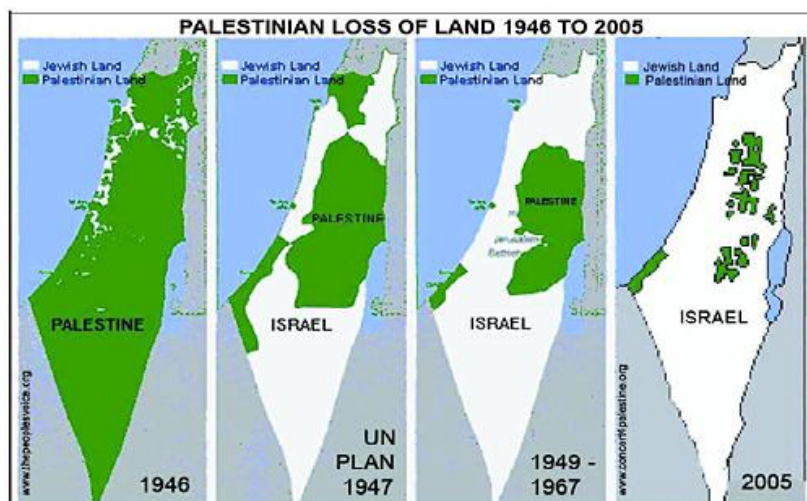 PALESTINIAN LOSS OF LAND 1946 TO 2005
Jewish Land
Palestinian Land
PALESTINE
www.thepeoplesvoice.org
1946
Jewish Land
Palestinian Land
PALESTINE
ISRAEL
UN
PLAN
1947
Jewish Land
Palestinian Land
PALESTINE
Jerusalem
ISRAEL
1949 -
1967
Jewish Land
Palestinian Land
ISRAEL
www.concert4palestine.org
2005